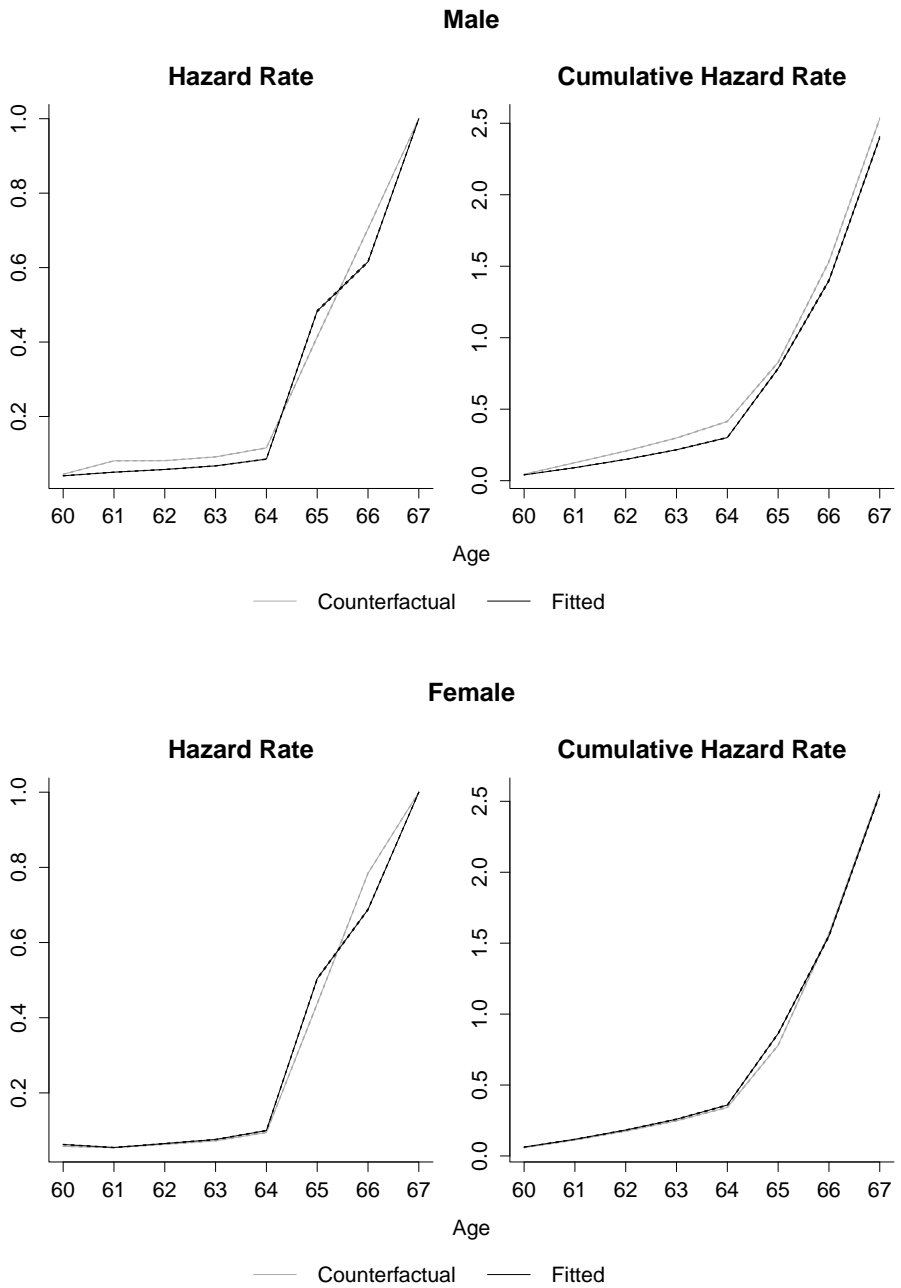 Male
Hazard Rate
Cumulative Hazard Rate
1.0
0.8
0.6
0.4
0.2
60 61 62 63 64 65 66 67
2.5
2.0
1.5
1.0
0.5
0.0
60 61 62 63 64 65 66 67
Age
Counterfactual Fitted
Female
Hazard Rate
Cumulative Hazard Rate
1.0
0.8
0.6
0.4
0.2
60 61 62 63 64 65 66 67
2.5
2.0
1.5
1.0
0.5
0.0
60 61 62 63 64 65 66 67
Age
Counterfactual Fitted